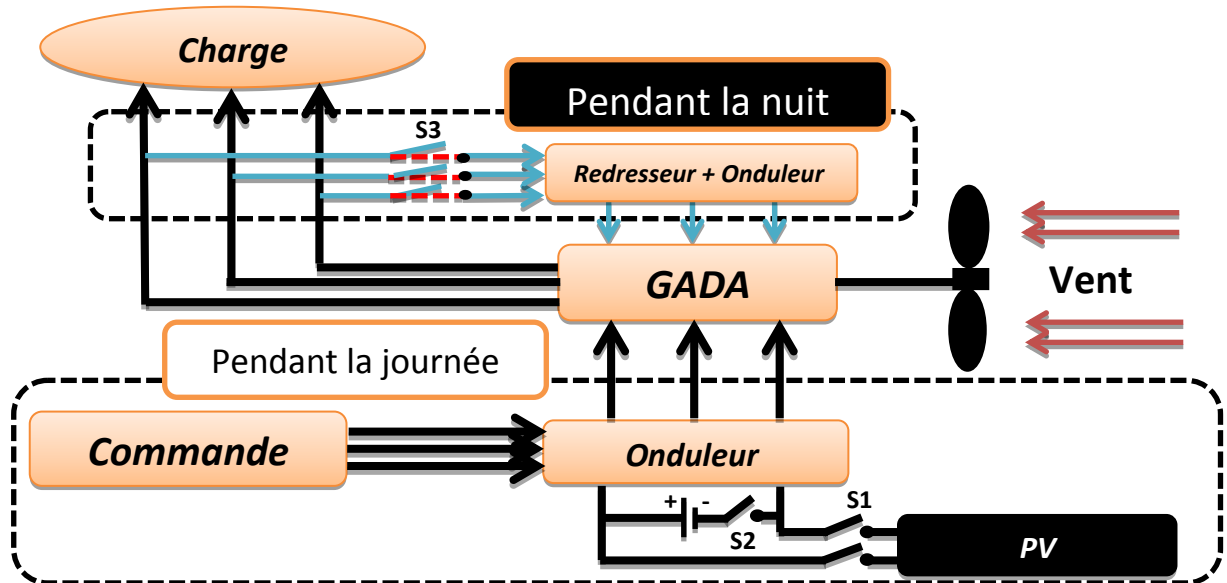 Charge
Pendant la nuit
S3
Redresseur + Onduleur
GADA
Vent
Pendant la journée
Commande
Onduleur
+ -
S2
S1
PV